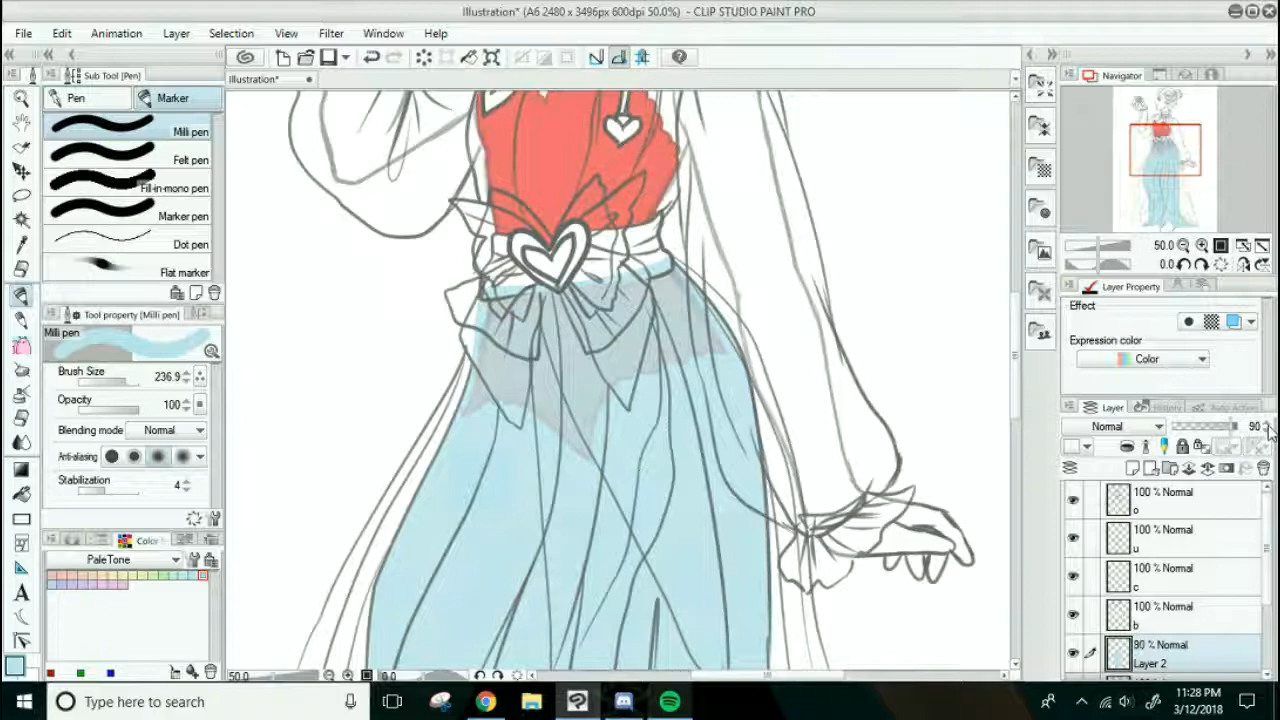 Illustration* (A6 2480 x 3496px 600dpi 50.0%) - CLIP STUDIO PAINT PRO
File Edit Animation Layer Selection View Filter Window Help
Sub Tool [Pen]
Illustration*
Navigator
Pen Marker
Milli pen
Felt pen
Fill-in-mono pen
Marker pen
Dot pen
Flat marker
Tool property [Milli pen]
Milli pen
Brush Size 236.9
Opacity 100
Blending mode Normal
Anti-aliasing
Stabilization 4
Color
PaleTone
50.0
0.0
Layer Property
Effect
Expression color
Color
Layer History Auto Action
Normal 90
100 % Normal
o
100 % Normal
u
100 % Normal
c
100 % Normal
b
90 % Normal
Layer 2
50.0 0.0
Type here to search
11:28 PM
3/12/2018